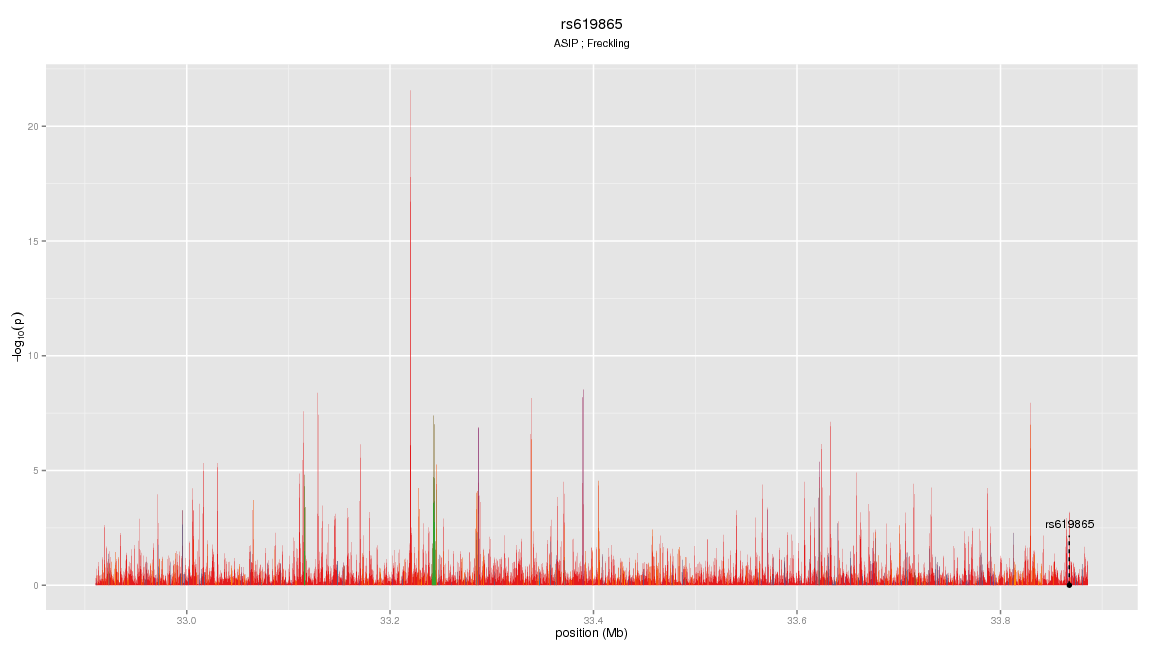 rs619865
ASIP ; Freckling
20
15
10
5
0
−log10(p)
rs619865
33.0 33.2 33.4 33.6 33.8
position (Mb)